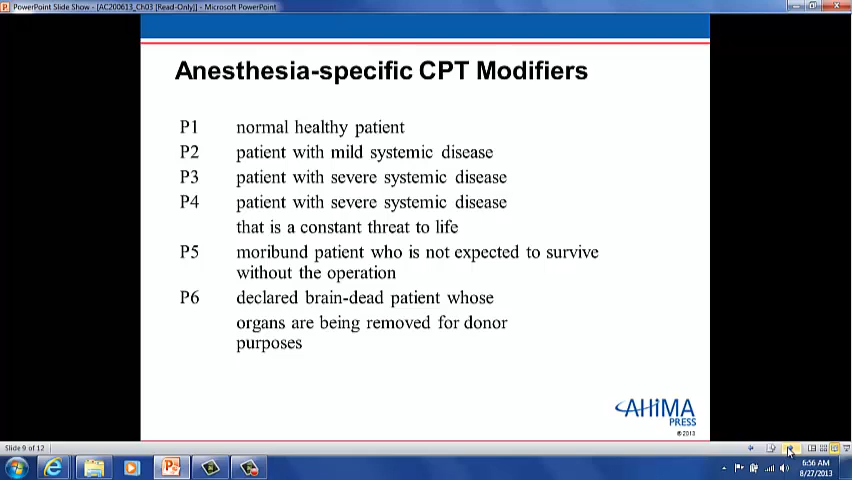 PowerPoint Slide Show - [AC200613_Ch03 [Read-Only]] - Microsoft PowerPoint
Anesthesia-specific CPT Modifiers
P1 normal healthy patient
P2 patient with mild systemic disease
P3 patient with severe systemic disease
P4 patient with severe systemic disease
that is a constant threat to life
P5 moribund patient who is not expected to survive
without the operation
P6 declared brain-dead patient whose
organs are being removed for donor
purposes
AHIMA
PRESS
© 2013
Slide 9 of 12
6:56 AM
8/27/2013